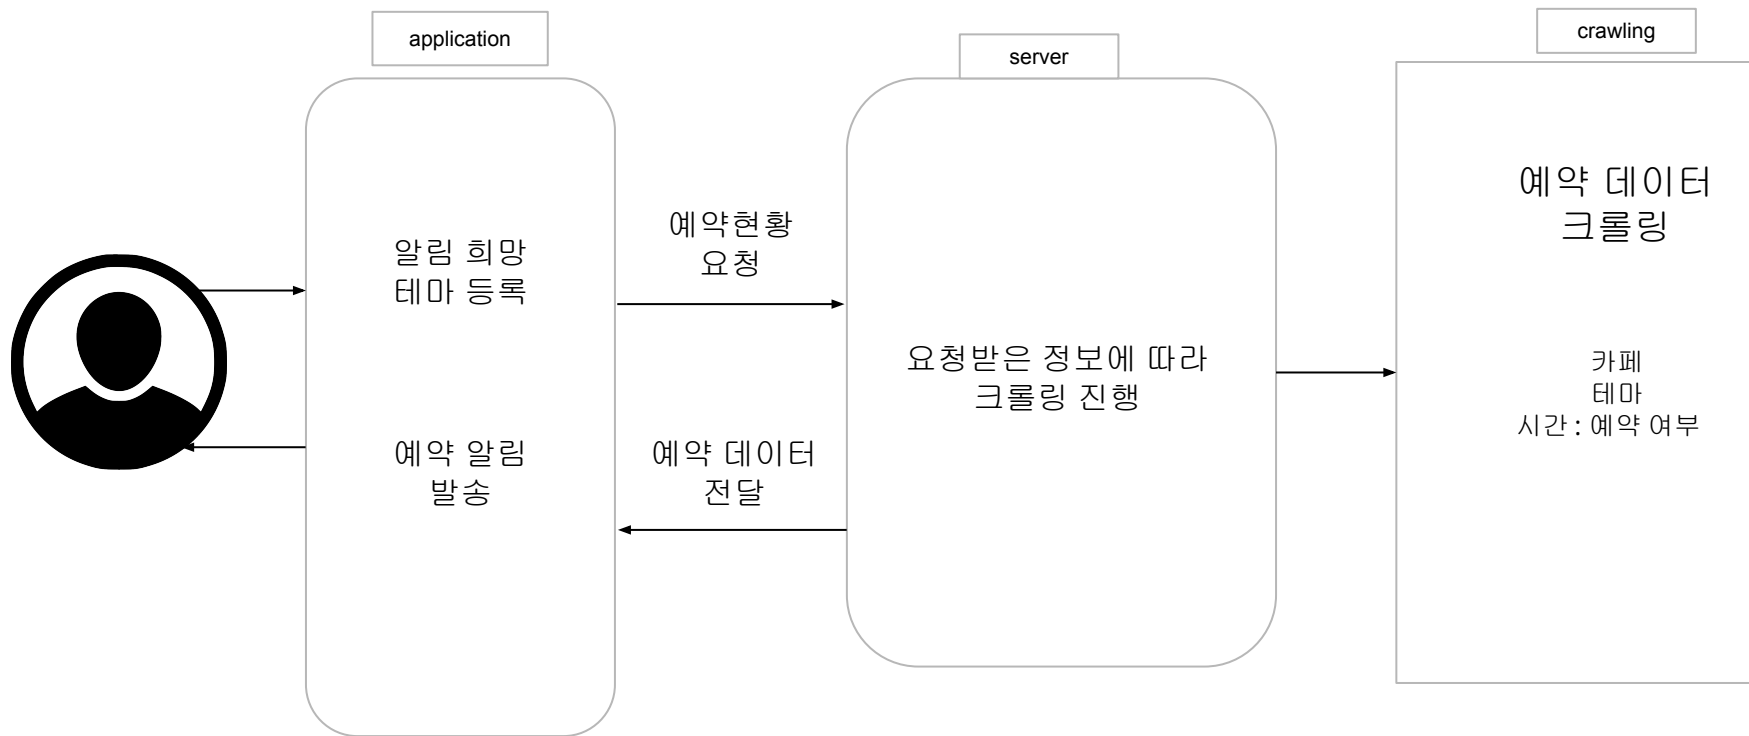 application
알림 희망
테마 등록
예약 알림
발송
예약현황
요청
예약 데이터
전달
server
요청받은 정보에 따라
크롤링 진행
crawling
예약 데이터
크롤링
카페
테마
시간 : 예약 여부